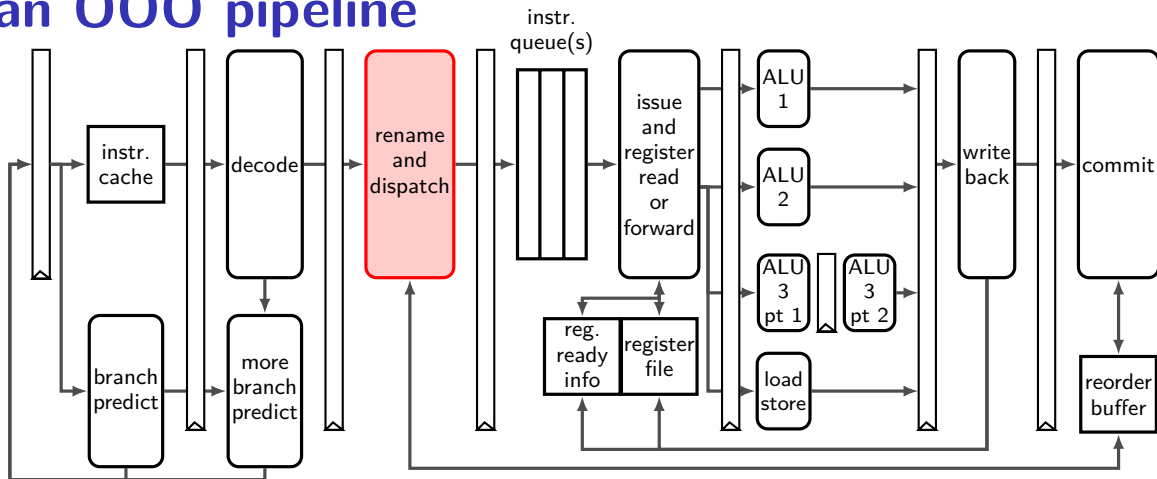 an OOO pipeline
instr.
queue(s)
instr.
cache
decode
rename
and
dispatch
issue
and
register
read
or
forward
ALU
1
ALU
2
ALU
3
pt 1
ALU
3
pt 2
load
store
write
back
commit
branch
predict
more
branch
predict
reg.
ready
info
register
file
reorder
buffer